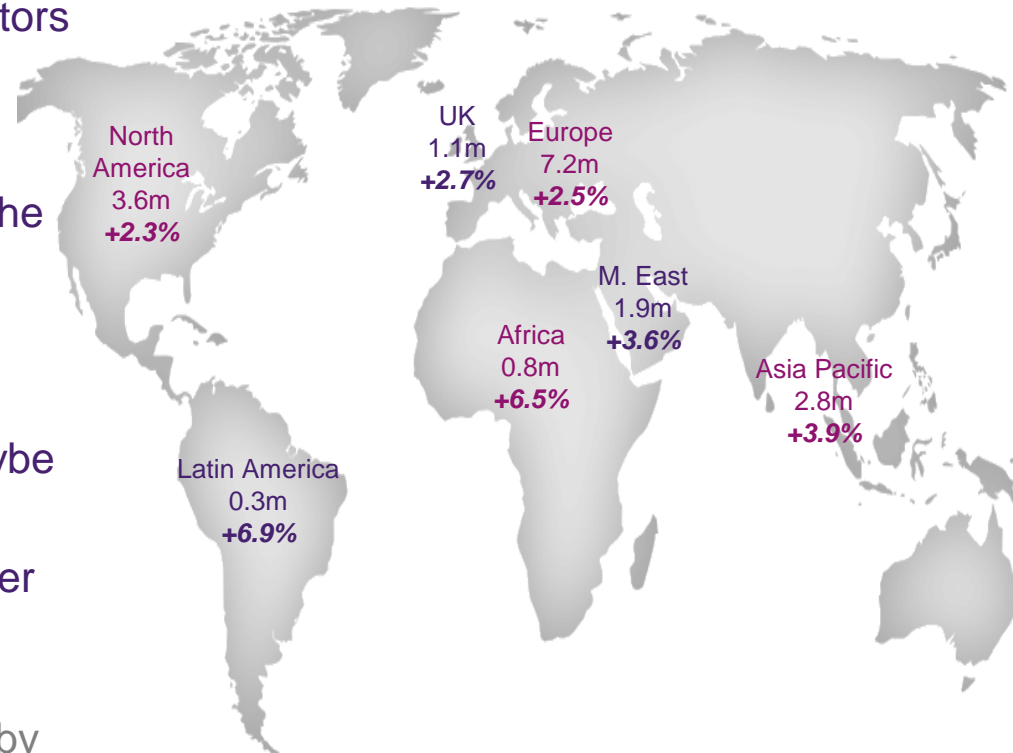 tors
he
ybe
er
by
North
America
3.6m
+2.3%
UK
1.1m
+2.7%
Europe
7.2m
+2.5%
M. East
1.9m
+3.6%
Africa
0.8m
+6.5%
Asia Pacific
2.8m
+3.9%
Latin America
0.3m
+6.9%